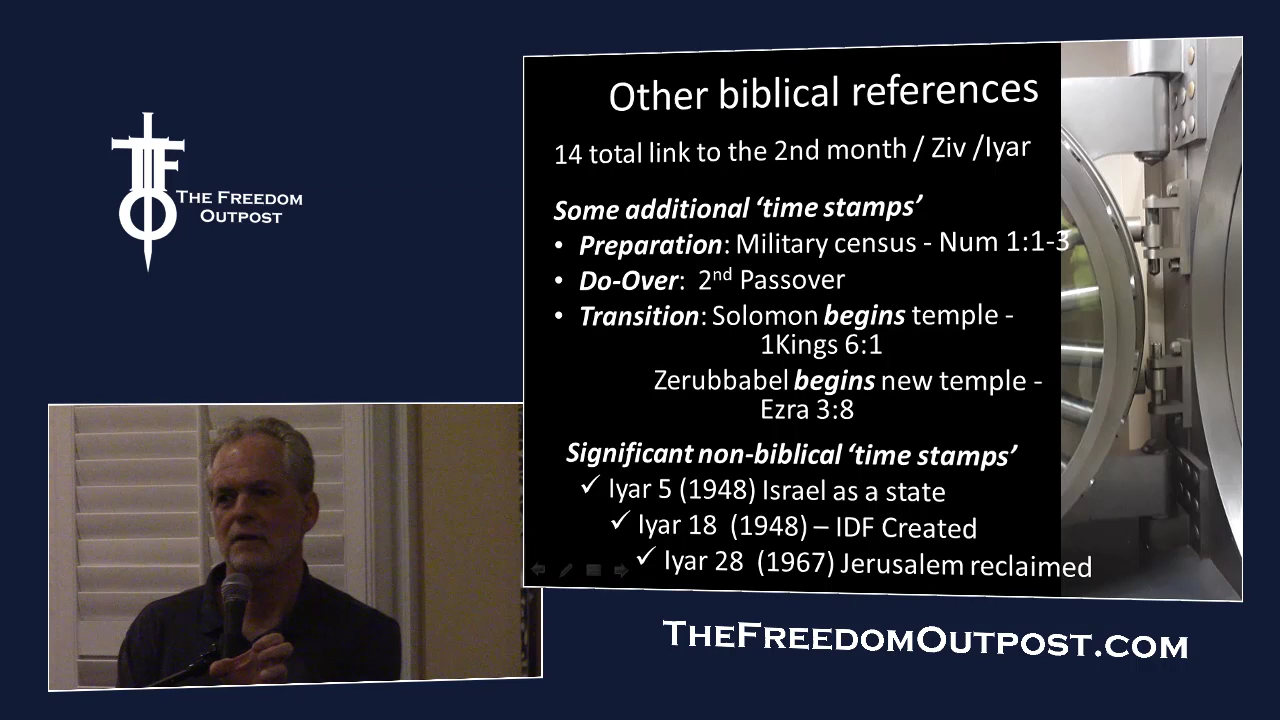 TF
O
The Freedom
Outpost
Other biblical references
14 total link to the 2nd month / Ziv /Iyar
Some additional ‘time stamps’
• Preparation: Military census - Num 1:1-3
• Do-Over: 2nd Passover
• Transition: Solomon begins temple -
1Kings 6:1
Zerubbabel begins new temple -
Ezra 3:8
Significant non-biblical ‘time stamps’
✓ Iyar 5 (1948) Israel as a state
✓ Iyar 18 (1948) – IDF Created
✓ Iyar 28 (1967) Jerusalem reclaimed
TheFreedomOutpost.com